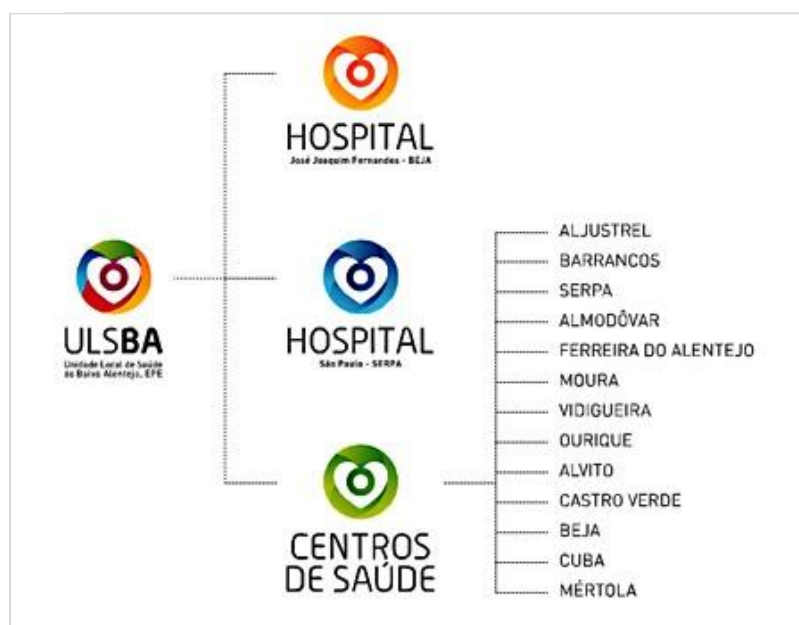 HOSPITAL
José Joaquim Fernandes - BEJA
ULSBA
Unidade Local de Saúde
do Baixo Alentejo, EPE
HOSPITAL
São Paulo - SERPA
CENTROS
DE SAÚDE
ALJUSTREL
BARRANCOS
SERPA
ALMODÔVAR
FERREIRA DO ALENTEJO
MOURA
VIDIGUEIRA
OURIQUE
ALVITO
CASTRO VERDE
BEJA
CUBA
MÉRTOLA